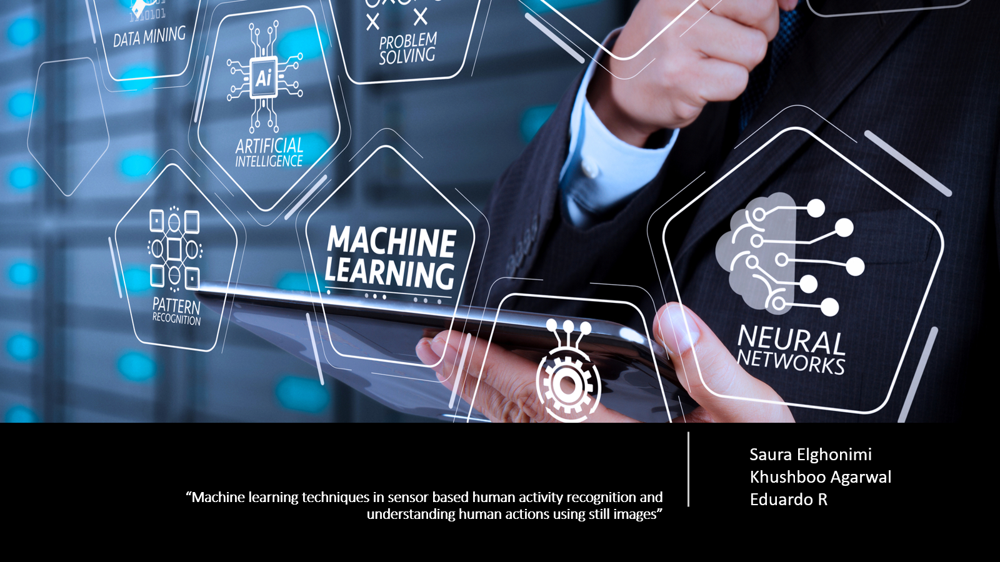 DATA MINING
Ai
ARTIFICIAL
INTELLIGENCE
PROBLEM
SOLVING
PATTERN
RECOGNITION
MACHINE
LEARNING
NEURAL
NETWORKS
“Machine learning techniques in sensor based human activity recognition and
understanding human actions using still images”
Saura Elghonimi
Khushboo Agarwal
Eduardo R